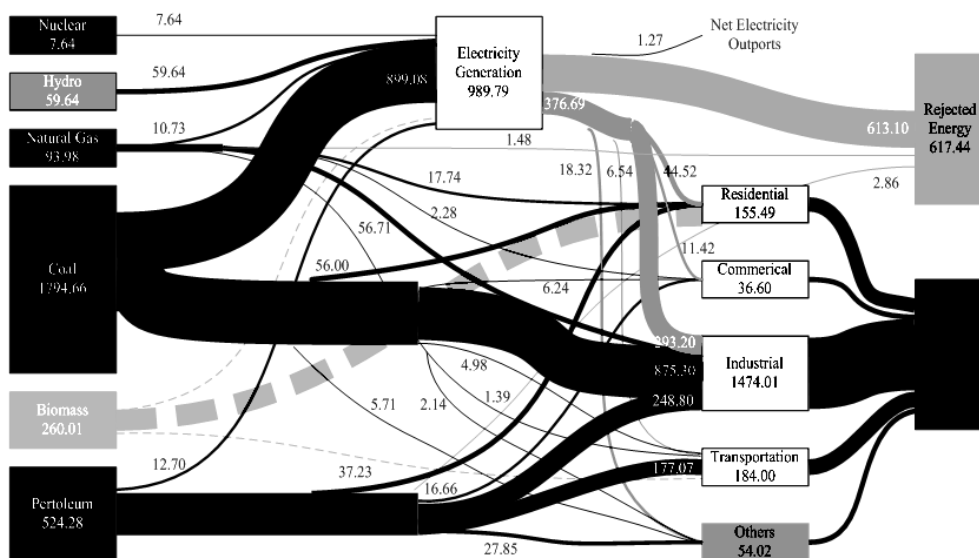 Nuclear
7.64
7.64
Hydro
59.64
59.64
Natural Gas
93.98
10.73
Coal
1794.66
Biomass
260.01
Pertoleum
524.28
12.70
899.08
Electricity
Generation
989.79
1.27
Net Electricity
Outports
376.69
613.10
Rejected
Energy
617.44
1.48
18.32
6.54
44.52
2.86
17.74
2.28
56.71
56.00
6.24
11.42
Residential
155.49
Commerical
36.60
875.30
248.80
Industrial
1474.01
4.98
1.39
2.14
5.71
37.23
16.66
177.07
Transportation
184.00
27.85
Others
54.02